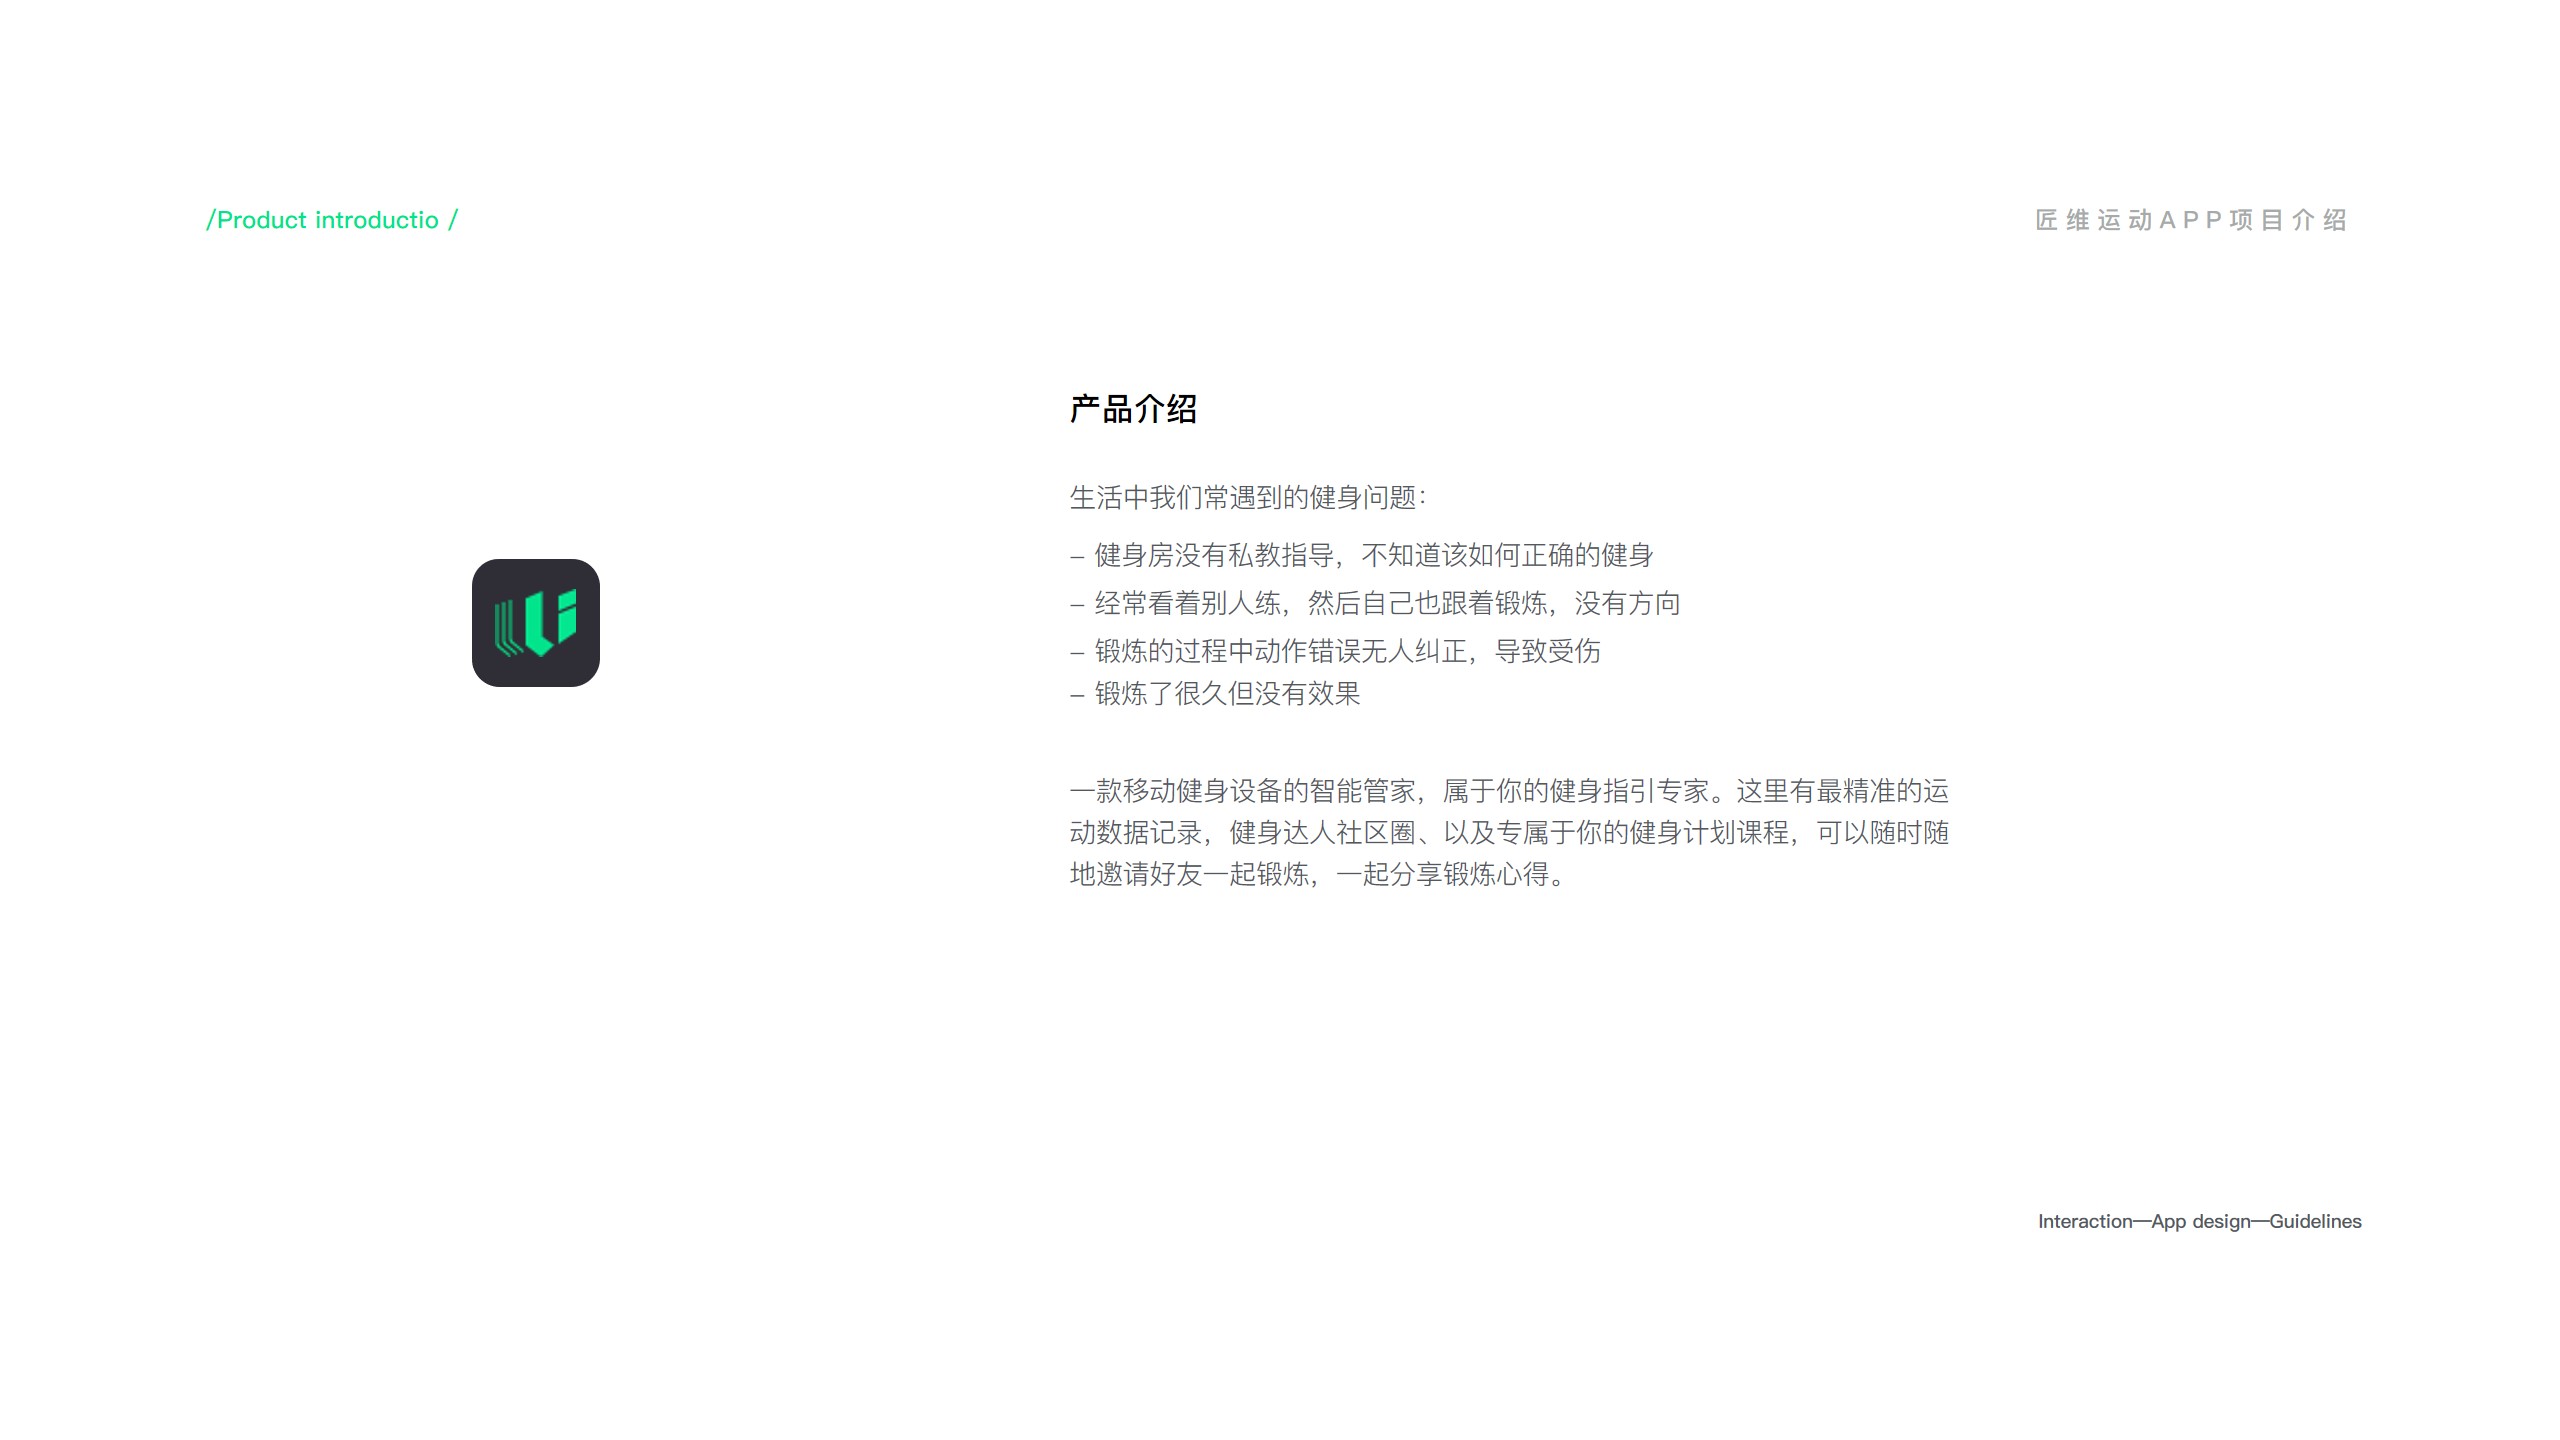 /Product introductio /
匠维运动APP项目介绍
产品介绍
生活中我们常遇到的健身问题：
– 健身房没有私教指导，不知道该如何正确的健身
– 经常看着别人练，然后自己也跟着锻炼，没有方向
– 锻炼的过程中动作错误无人纠正，导致受伤
– 锻炼了很久但没有效果
一款移动健身设备的智能管家，属于你的健身指引专家。这里有最精准的运
动数据记录，健身达人社区圈、以及专属于你的健身计划课程，可以随时随
地邀请好友一起锻炼，一起分享锻炼心得。
Interaction—App design—Guidelines